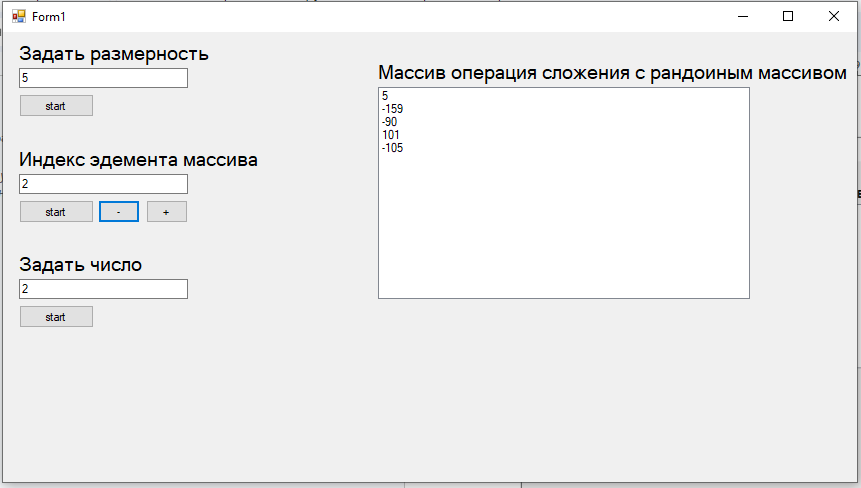 Form1
Задать размерность
5
start
Индекс эдемента массива
2
start - +
Задать число
2
start
Массив операция сложения с рандоиным массивом
5
-159
-90
101
-105